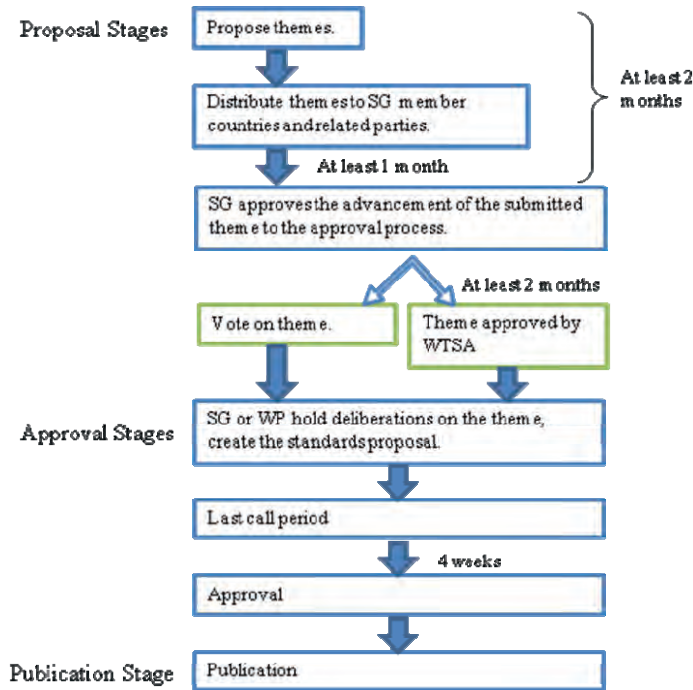 Proposal Stages
Propose themes.
At least 2
months
Distribute themes to SG member
countries and related parties.
At least 1 month
SG approves the advancement of the submitted
theme to the approval process.
At least 2 months
Vote on theme.
Theme approved by
WTSA
Approval Stages
SG or WP hold deliberations on the theme,
create the standards proposal.
Last call period
4 weeks
Approval
Publication Stage
Publication